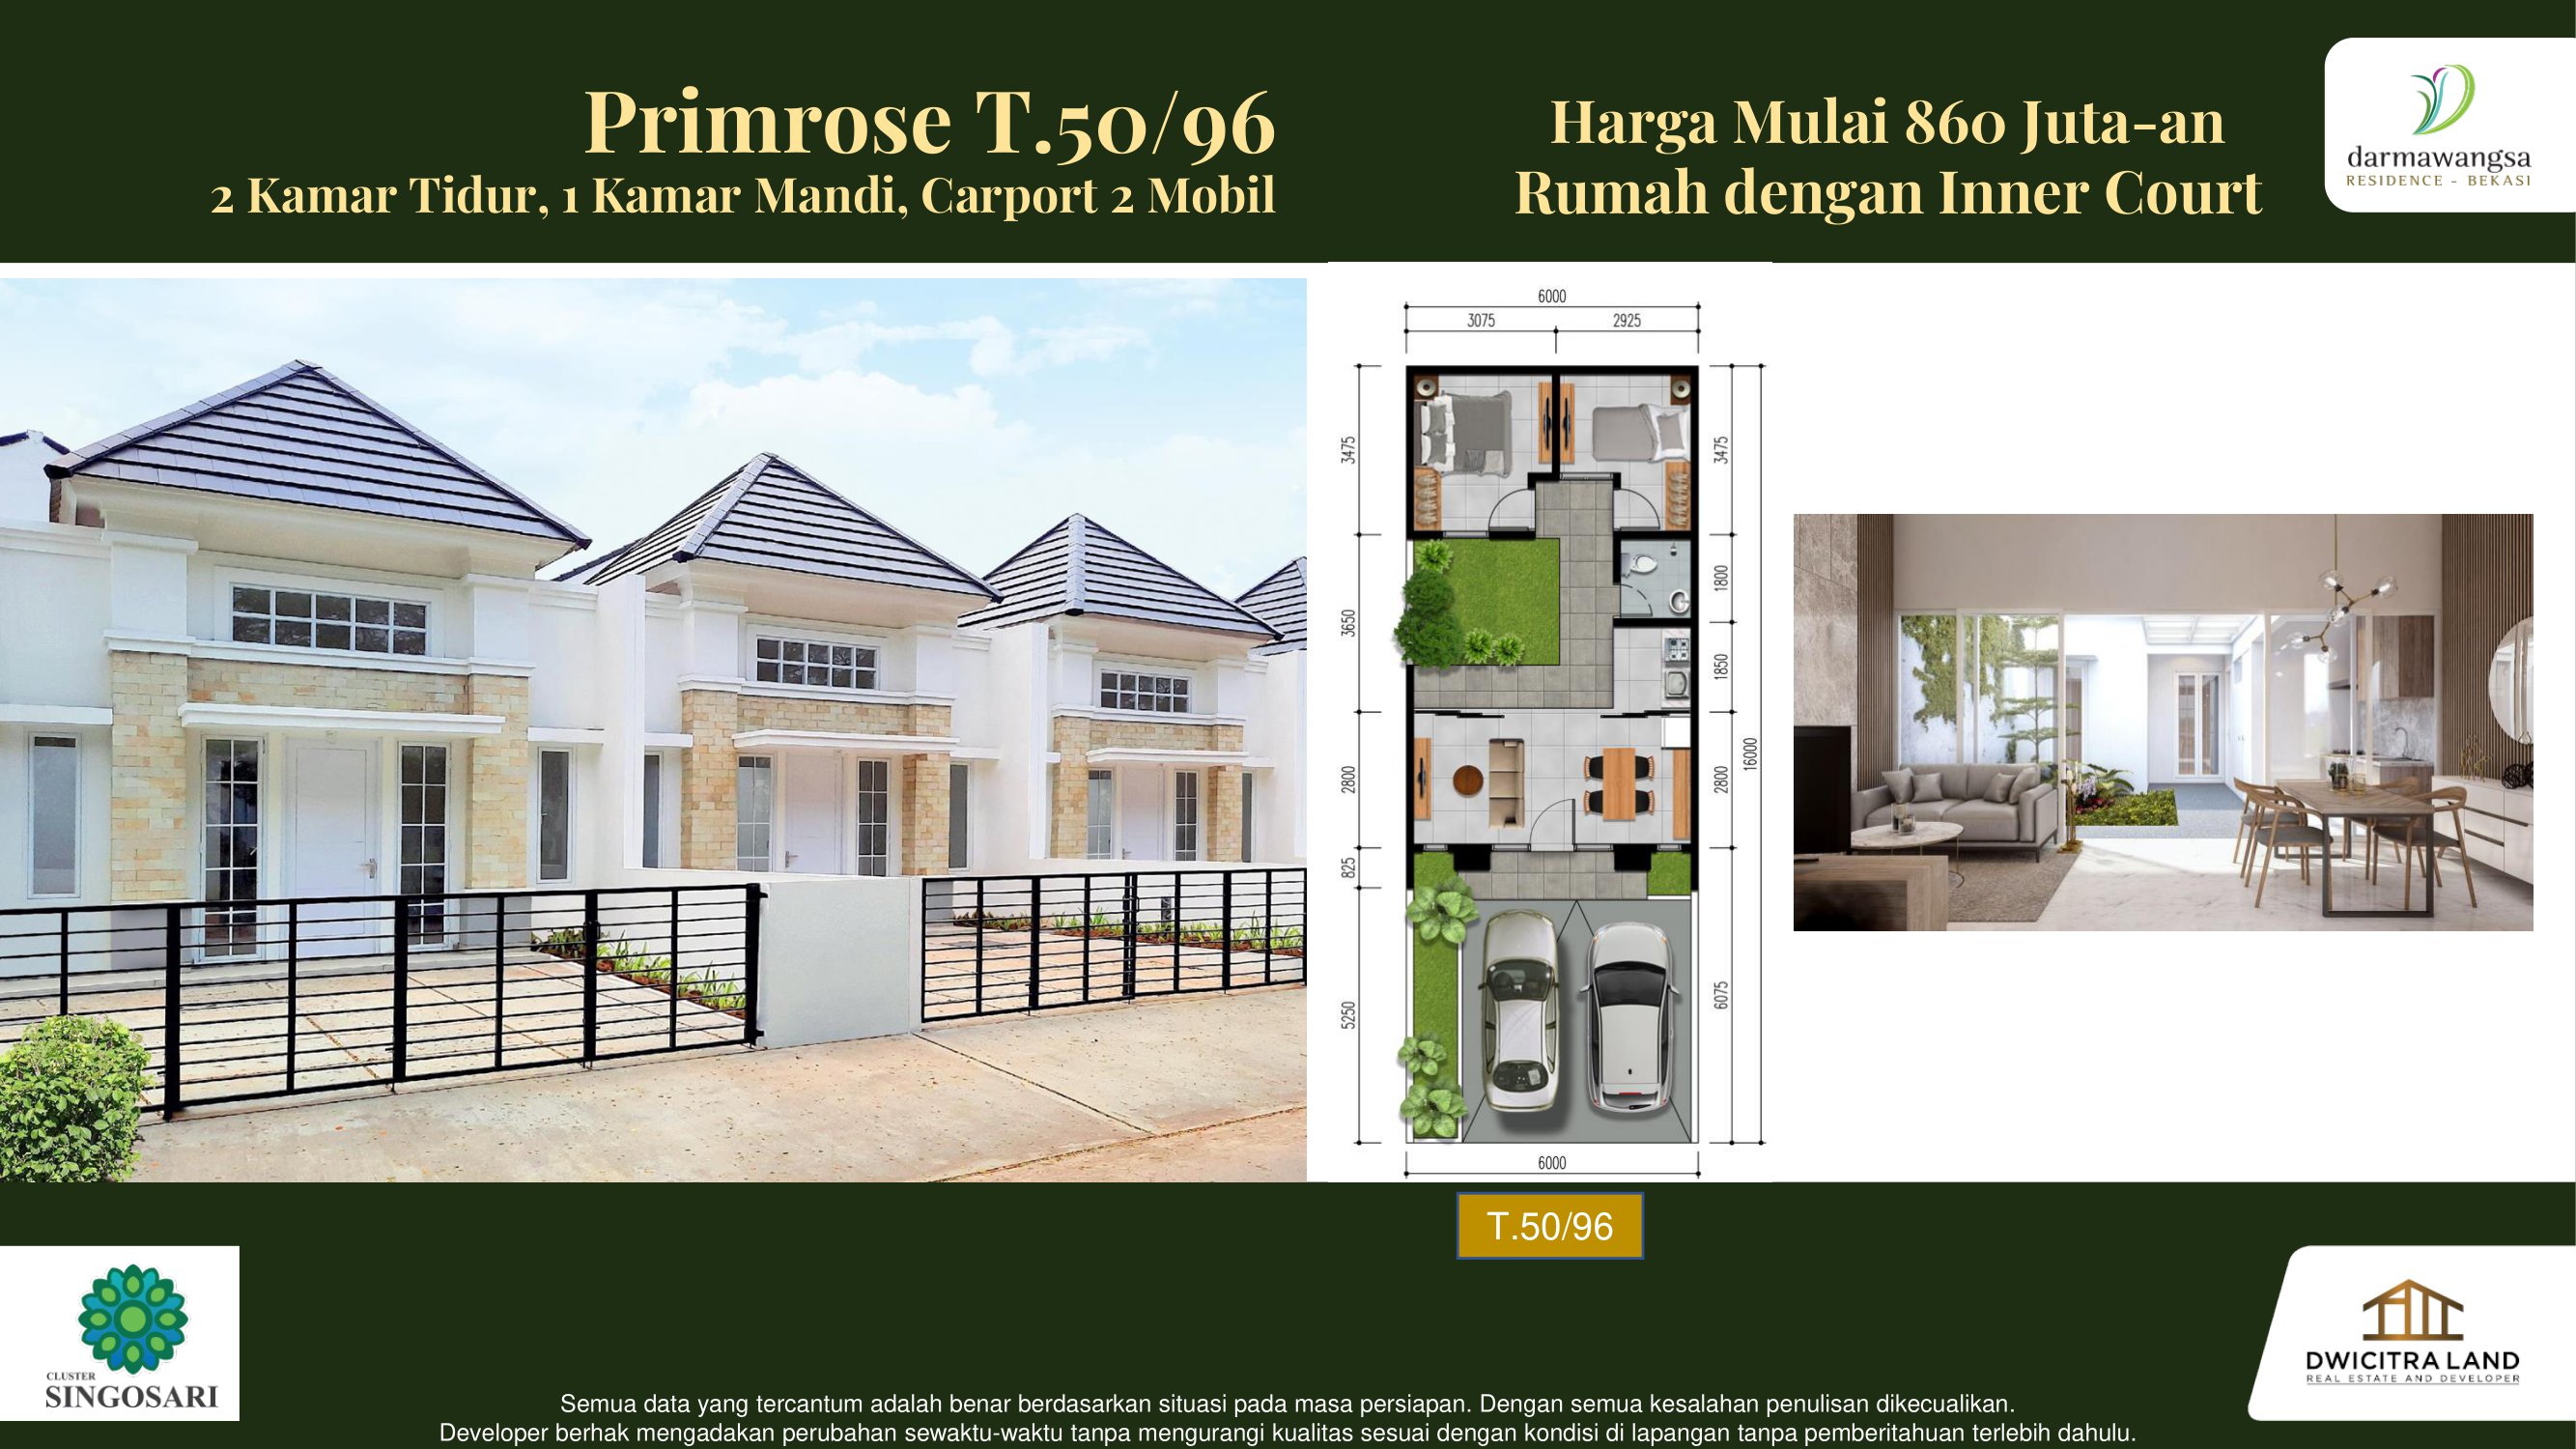 Primrose T.50/96
2 Kamar Tidur, 1 Kamar Mandi, Carport 2 Mobil
Harga Mulai 860 Juta-an
Rumah dengan Inner Court
darmawangsa
RESIDENCE - BEKASI
6000
3075
2925
3475
3650
2800
825
5250
3475
1800
1850
2800
6075
16000
6000
T.50/96
CLUSTER
SINGOSARI
DWICITRA LAND
REAL ESTATE AND DEVELOPER
Semua data yang tercantum adalah benar berdasarkan situasi pada masa persiapan. Dengan semua kesalahan penulisan dikecualikan.
Developer berhak mengadakan perubahan sewaktu-waktu tanpa mengurangi kualitas sesuai dengan kondisi di lapangan tanpa pemberitahuan terlebih dahulu.